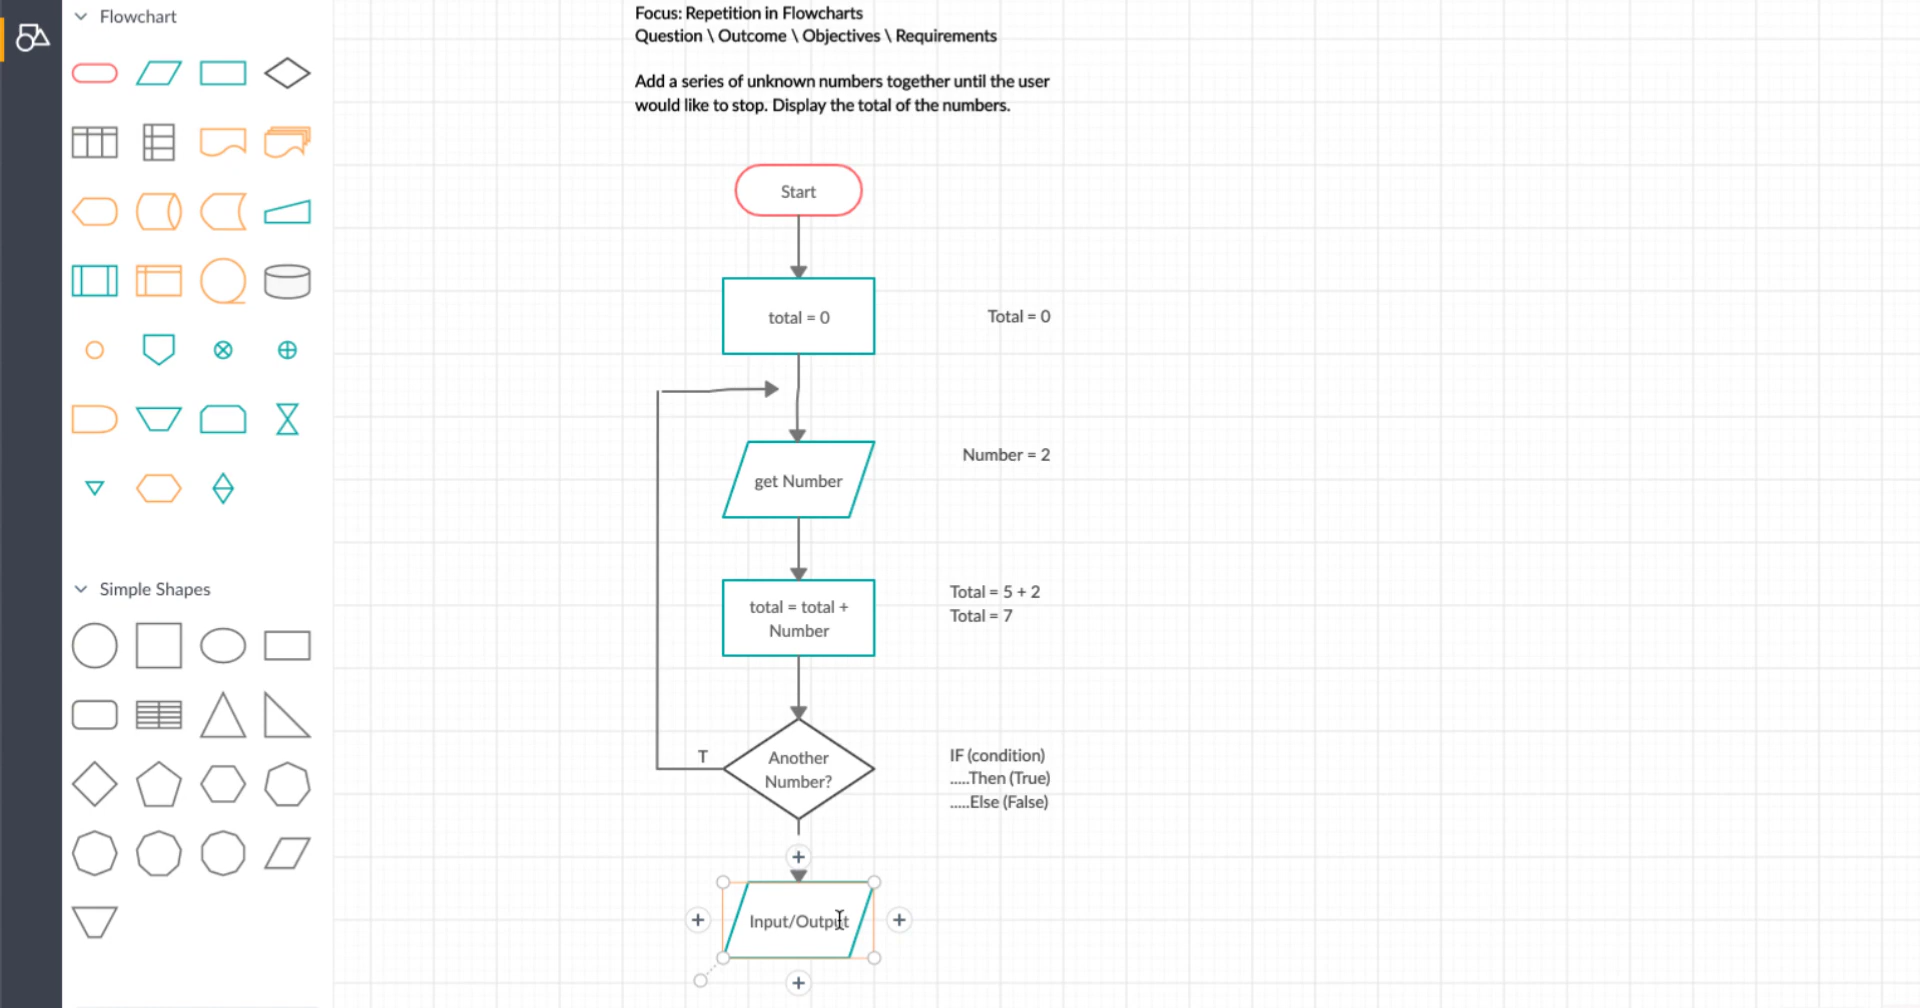 Flowchart
Focus: Repetition in Flowcharts
Question \ Outcome \ Objectives \ Requirements
Add a series of unknown numbers together until the user
would like to stop. Display the total of the numbers.
Start
total = 0
Total = 0
get Number
Number = 2
total = total +
Number
Total = 5 + 2
Total = 7
Simple Shapes
T
Another
Number?
IF (condition)
.....Then (True)
.....Else (False)
Input/Output